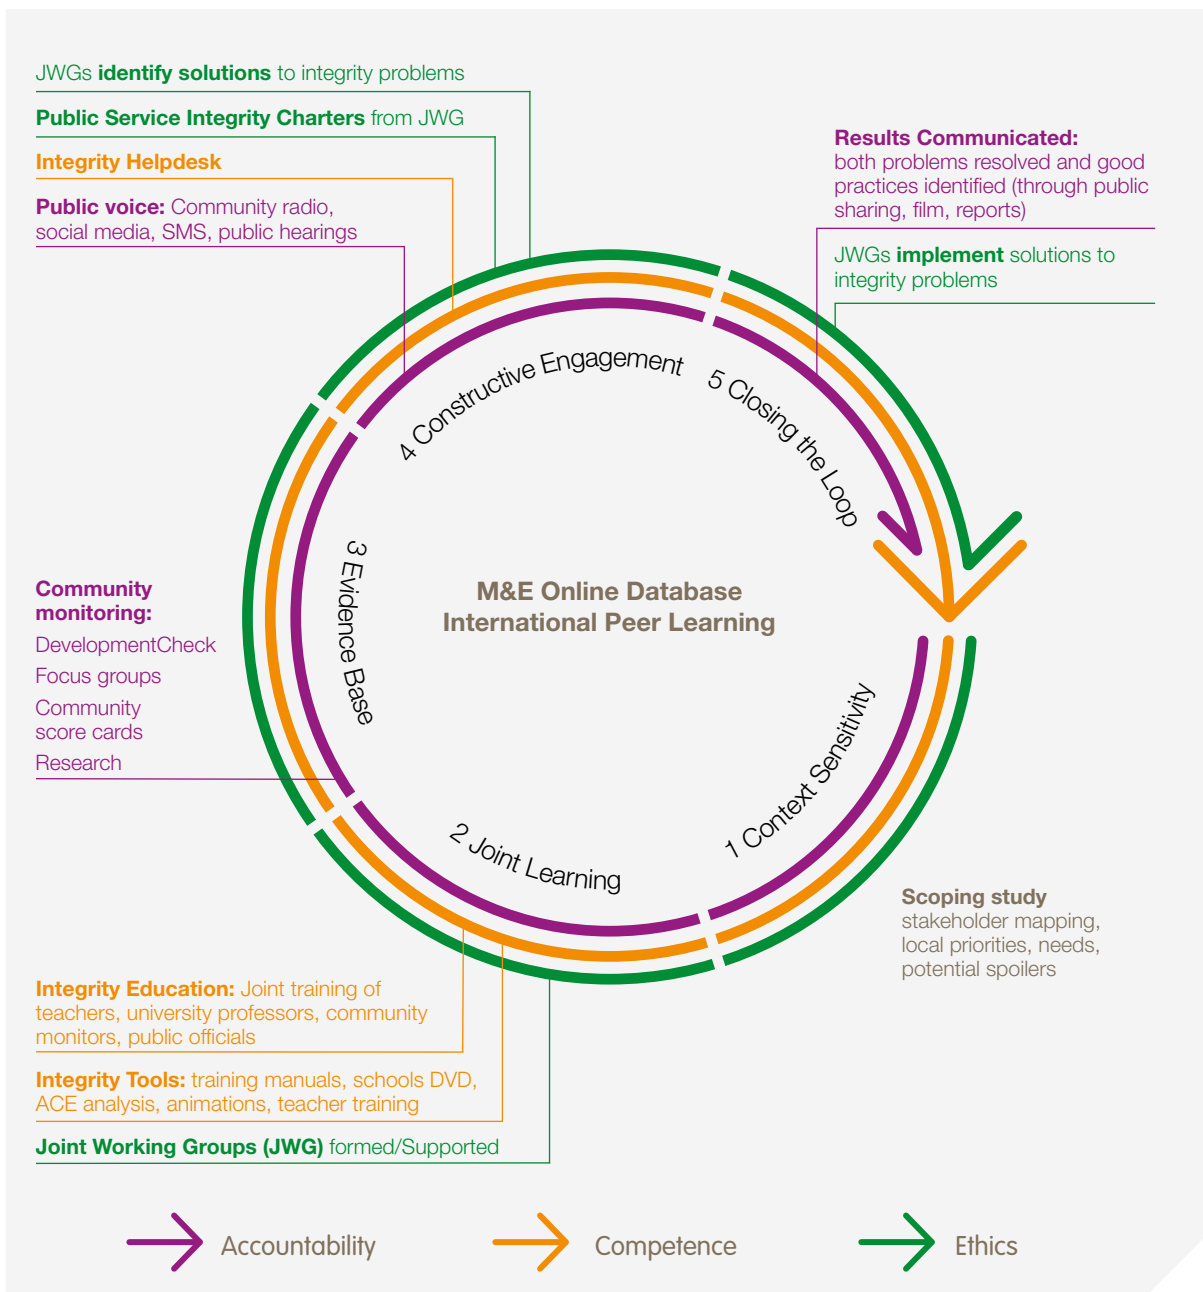 JWGs identify solutions to integrity problems
Public Service Integrity Charters from JWG
Integrity Helpdesk
Public voice: Community radio,
social media, SMS, public hearings
Results Communicated:
both problems resolved and good
practices identified (through public
sharing, film, reports)
JWGs implement solutions to
integrity problems
4 Constructive Engagement
5 Closing the Loop
3 Evidence Base
M&E Online Database
International Peer Learning
Community
monitoring:
DevelopmentCheck
Focus groups
Community
score cards
Research
2 Joint Learning
1 Context Sensitivity
Scoping study
stakeholder mapping,
local priorities, needs,
potential spoilers
Integrity Education: Joint training of
teachers, university professors, community
monitors, public officials
Integrity Tools: training manuals, schools DVD,
ACE analysis, animations, teacher training
Joint Working Groups (JWG) formed/Supported
Accountability
Competence
Ethics